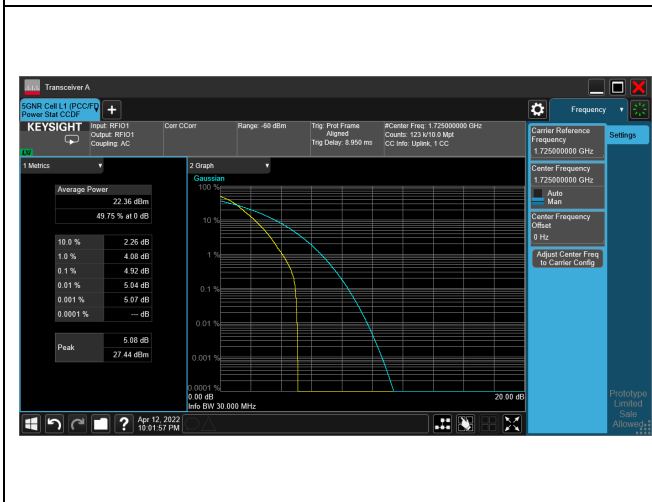 Transceiver A
5GNR Cell L1 (PCC/FD
Power Stat CCDF
Frequency
KEYSIGHT
Input: RFIO1
Output: RFIO1
Coupling: AC
Corr CCorr
Range: -60 dBm
Trig: Prot Frame
Aligned
Trig Delay: 8.950 ms
#Center Freq: 1.725000000 GHz
Counts: 123 k/10.0 Mpt
CC Info: Uplink, 1 CC
Carrier Reference
Frequency
1.725000000 GHz
Settings
1 Metrics
2 Graph
Gaussian
Average Power
22.36 dBm
49.75 % at 0 dB
10.0 % 2.26 dB
1.0 % 4.08 dB
0.1 % 4.92 dB
0.01 % 5.04 dB
0.001 % 5.07 dB
0.0001 % --- dB
Peak
5.08 dB
27.44 dBm
100 %
10 %
1 %
0.1 %
0.01 %
0.001 %
0.0001 %
0.00 dB
20.00 dB
Info BW 30.000 MHz
Center Frequency
1.725000000 GHz
Auto
Man
Center Frequency
Offset
0 Hz
Adjust Center Freq
to Carrier Config
Prototype
Limited
Sale
Allowed
Apr 12, 2022
10:01:57 PM